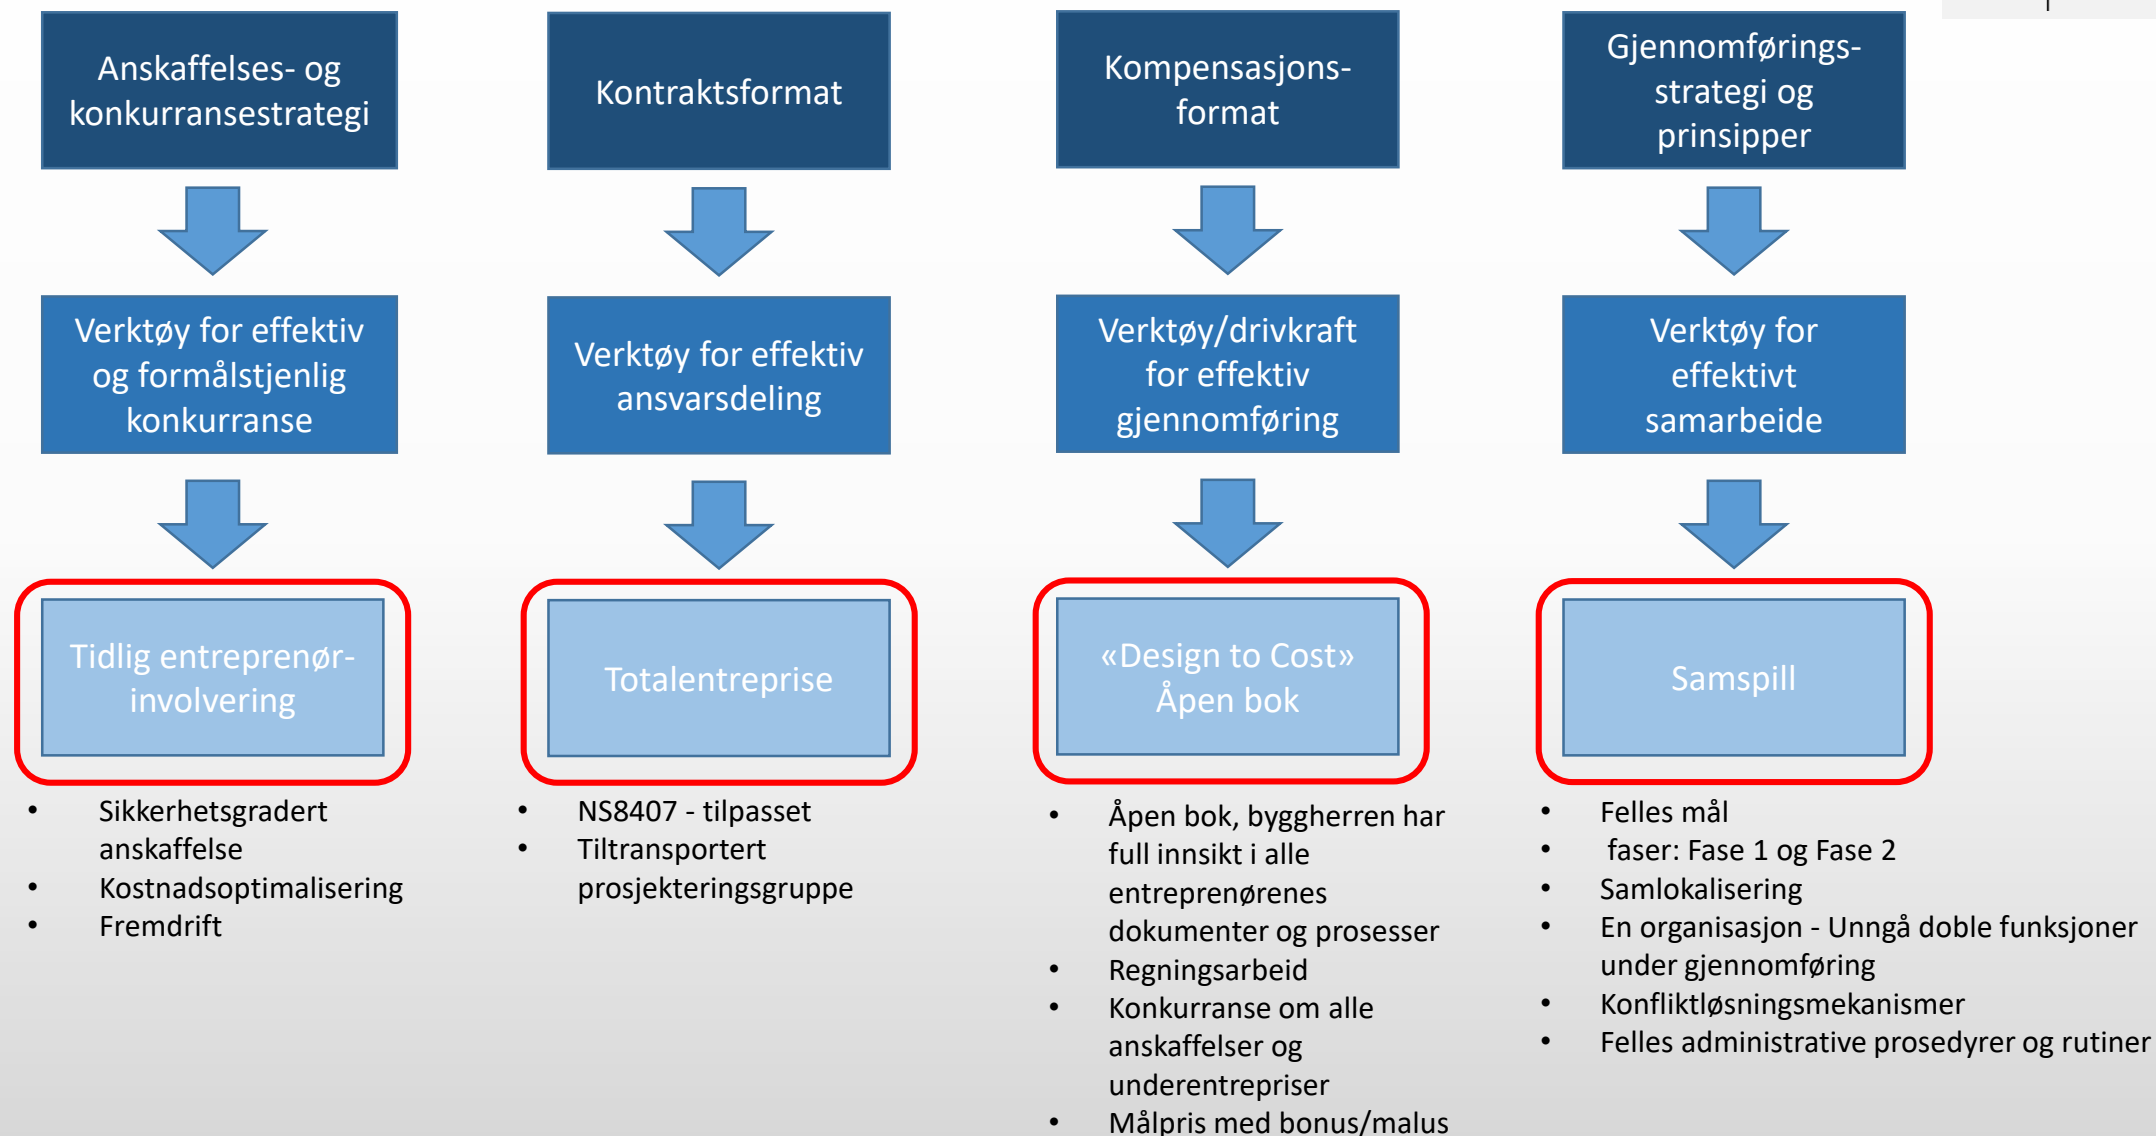 Anskaffelses- og
konkurransestrategi
Verktøy for effektiv
og formålstjenlig
konkurranse
Tidlig entreprenør-
involvering
• Sikkerhetsgradert
anskaffelse
• Kostnadsoptimalisering
• Fremdrift
Kontraktsformat
Verktøy for effektiv
ansvarsdeling
Totalentreprise
• NS8407 - tilpasset
• Tiltransportert
prosjekteringsgruppe
Kompensasjons-
format
Verktøy/drivkraft
for effektiv
gjennomføring
«Design to Cost»
Åpen bok
• Åpen bok, byggherren har
full innsikt i alle
entreprenørenes
dokumenter og prosesser
• Regningsarbeid
• Konkurranse om alle
anskaffelser og
underentrepriser
• Målpris med bonus/malus
Gjennomførings-
strategi og
prinsipper
Verktøy for
effektivt
samarbeide
Samspill
• Felles mål
• faser: Fase 1 og Fase 2
• Samlokalisering
• En organisasjon - Unngå doble funksjoner
under gjennomføring
• Konfliktløsningsmekanismer
• Felles administrative prosedyrer og rutiner